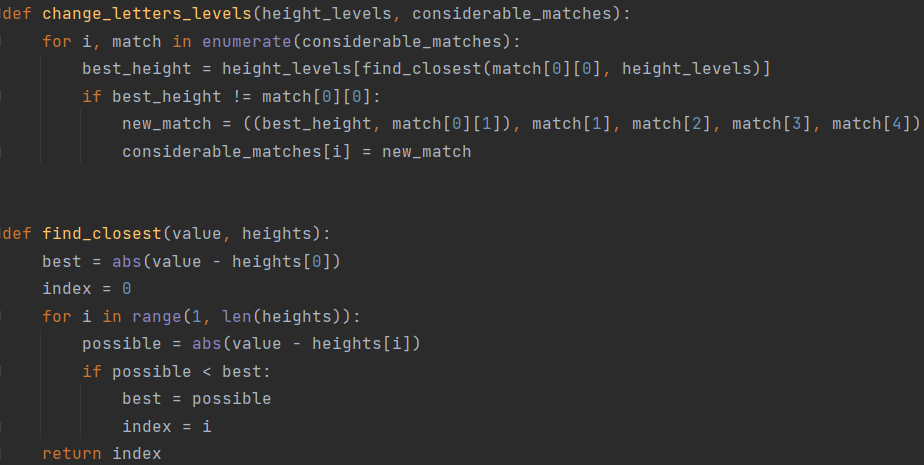 def change_letters_levels(height_levels, considerable_matches):
    for i, match in enumerate(considerable_matches):
        best_height = height_levels[find_closest(match[0][0], height_levels)]
        if best_height != match[0][0]:
            new_match = ((best_height, match[0][1]), match[1], match[2], match[3], match[4])
            considerable_matches[i] = new_match
def find_closest(value, heights):
    best = abs(value - heights[0])
    index = 0
    for i in range(1, len(heights)):
        possible = abs(value - heights[i])
        if possible < best:
            best = possible
            index = i
    return index